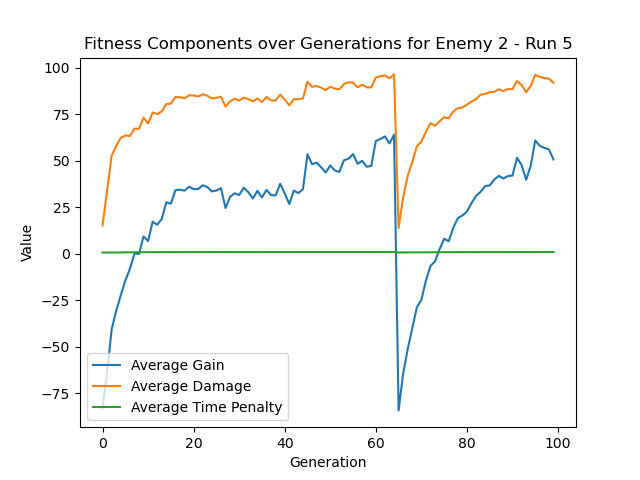 Fitness Components over Generations for Enemy 2 - Run 5
100
75
50
25
0
−25
−50
−75
Value
Average Gain
Average Damage
Average Time Penalty
0 20 40 60 80 100
Generation